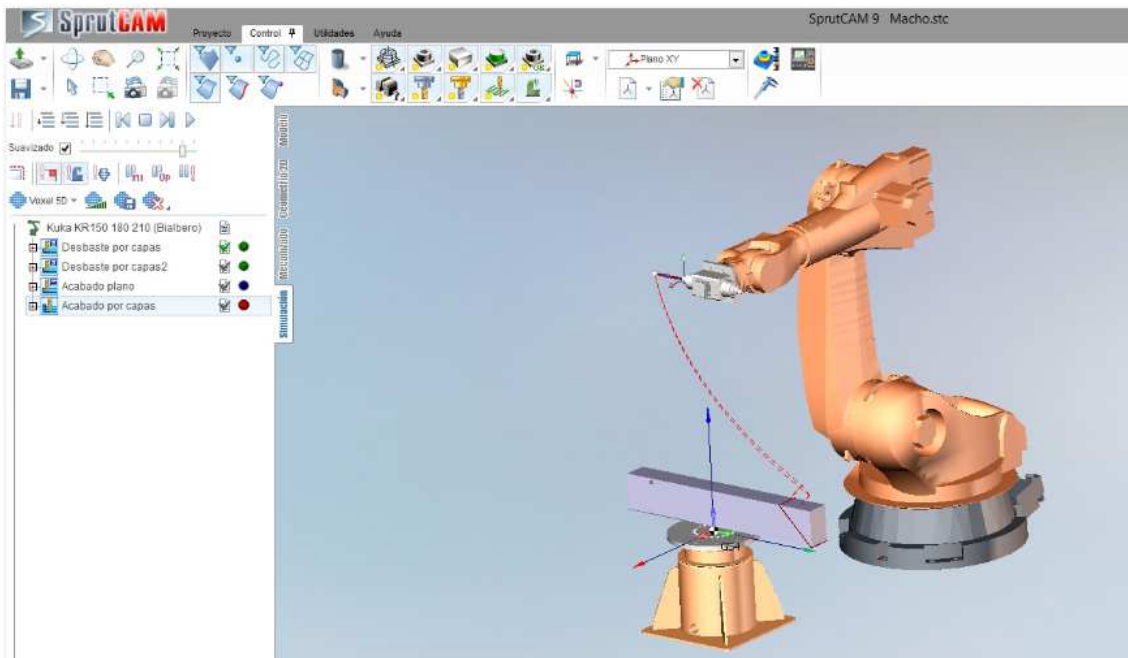 SprutCAM
SprutCAM 9 Macho.stc
Proyecto Control Utilidades Ayuda
Plano XY
Suavizado
Voxel 5D
Kuka KR150 180 210 (Bialbero)
Desbaste por capas
Desbaste por capas2
Acabado plano
Acabado por capas
Modelo
Geometría 2D
Mecanizado
Simulación